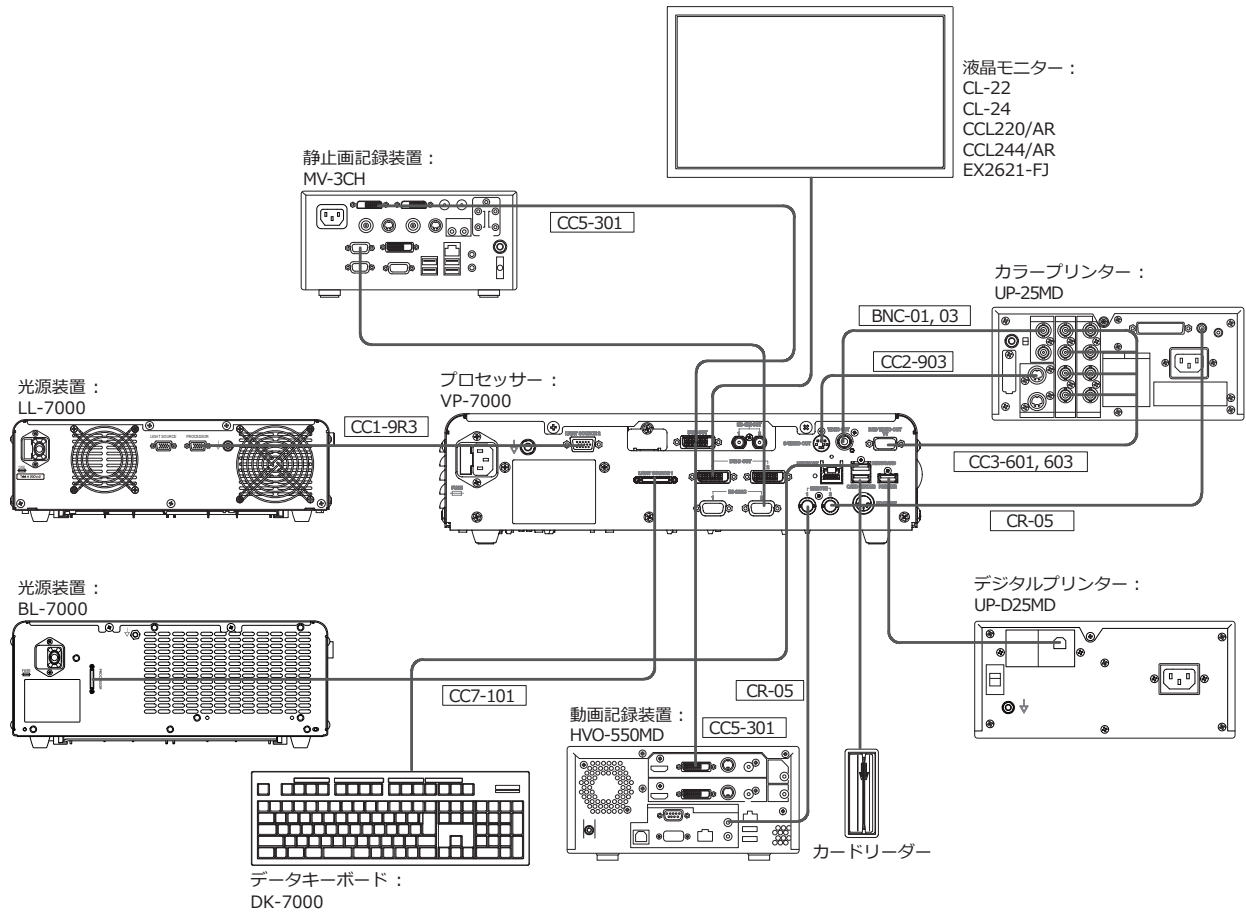 液晶モニター：
CL-22
CL-24
CCL220/AR
CCL244/AR
EX2621-FJ
静止画記録装置：
MV-3CH
CC5-301
カラープリンター：
UP-25MD
BNC-01, 03
CC2-903
光源装置：
LL-7000
プロセッサー：
VP-7000
CC1-9R3
LIGHT SOURCE
PROCESSOR
CC3-601, 603
CR-05
光源装置：
BL-7000
デジタルプリンター：
UP-D25MD
CC7-101
CR-05
動画記録装置：
HVO-550MD
CC5-301
カードリーダー
データキーボード：
DK-7000